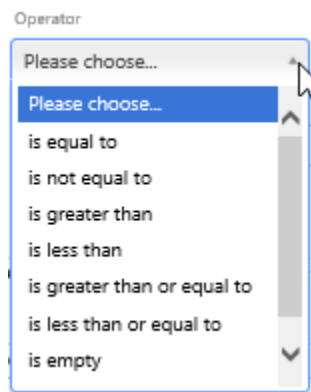 Operator
Please choose...
Please choose...
is equal to
is not equal to
is greater than
is less than
is greater than or equal to
is less than or equal to
is empty